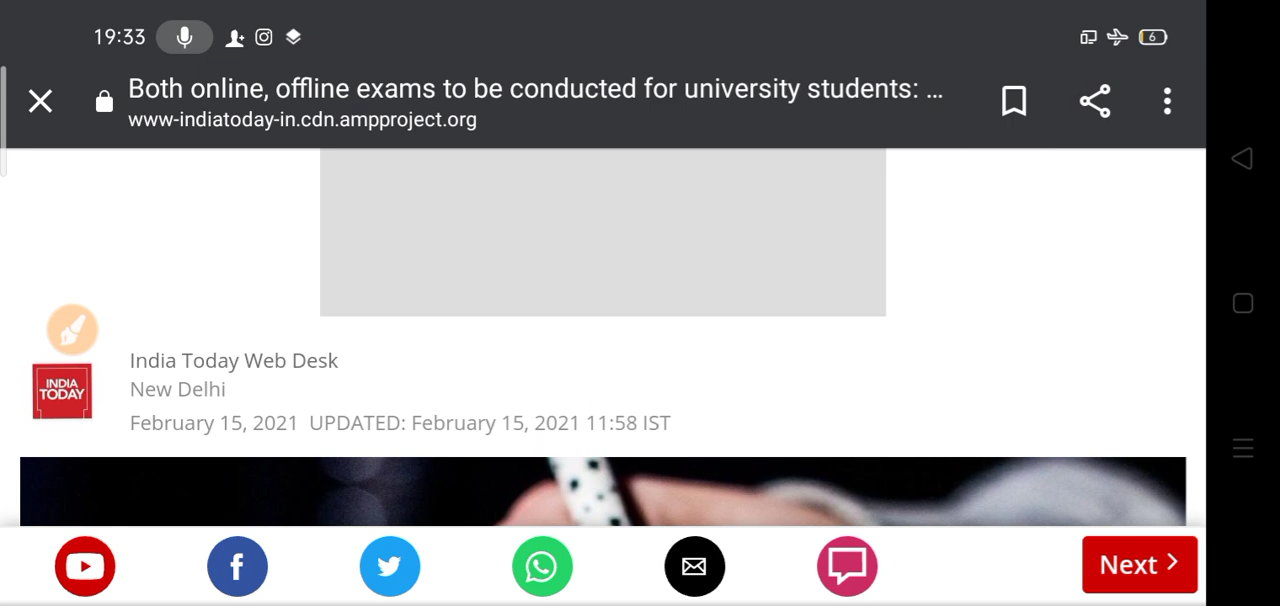 19:33
6
Both online, offline exams to be conducted for university students: ...
www-indiatoday-in.cdn.ampproject.org
India Today Web Desk
INDIA
TODAY
New Delhi
February 15, 2021 UPDATED: February 15, 2021 11:58 IST
f
Next